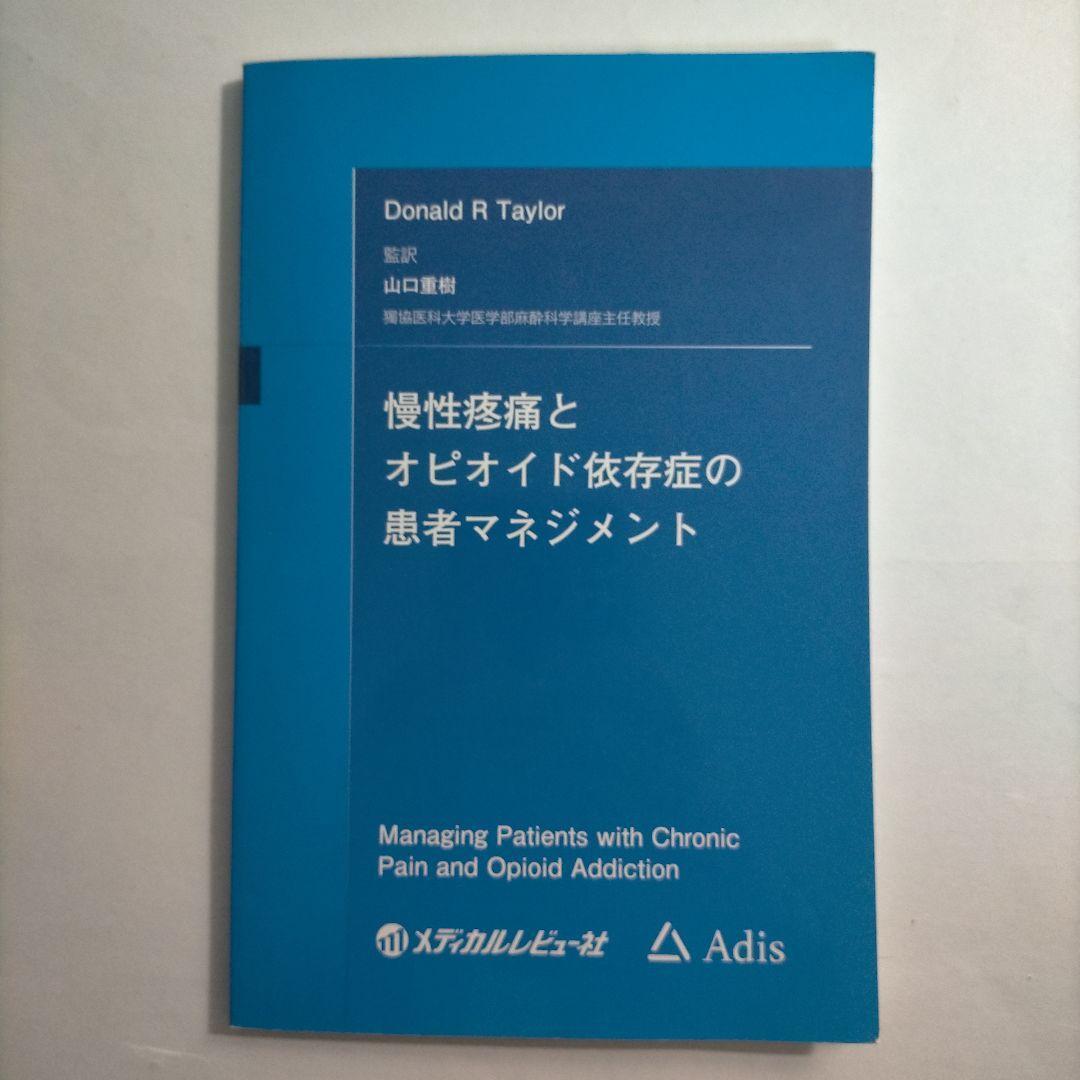 Donald R Taylor
監訳
山口重樹
獨協医科大学医学部麻酔科学講座主任教授
慢性疼痛と
オピオイド依存症の
患者マネジメント
Managing Patients with Chronic
Pain and Opioid Addiction
メディカルレビュー社
Adis